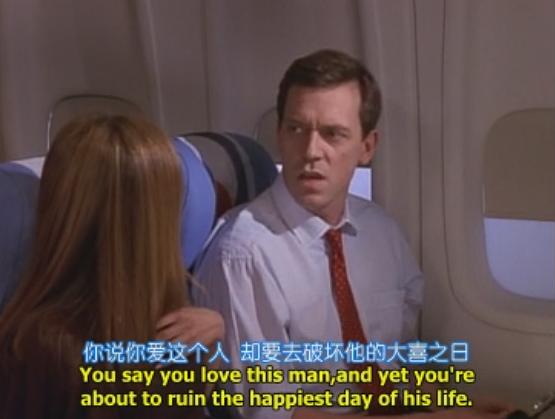 你说你爱这个人 却要去破坏他的大喜之日
You say you love this man,and yet you're
about to ruin the happiest day of his life.